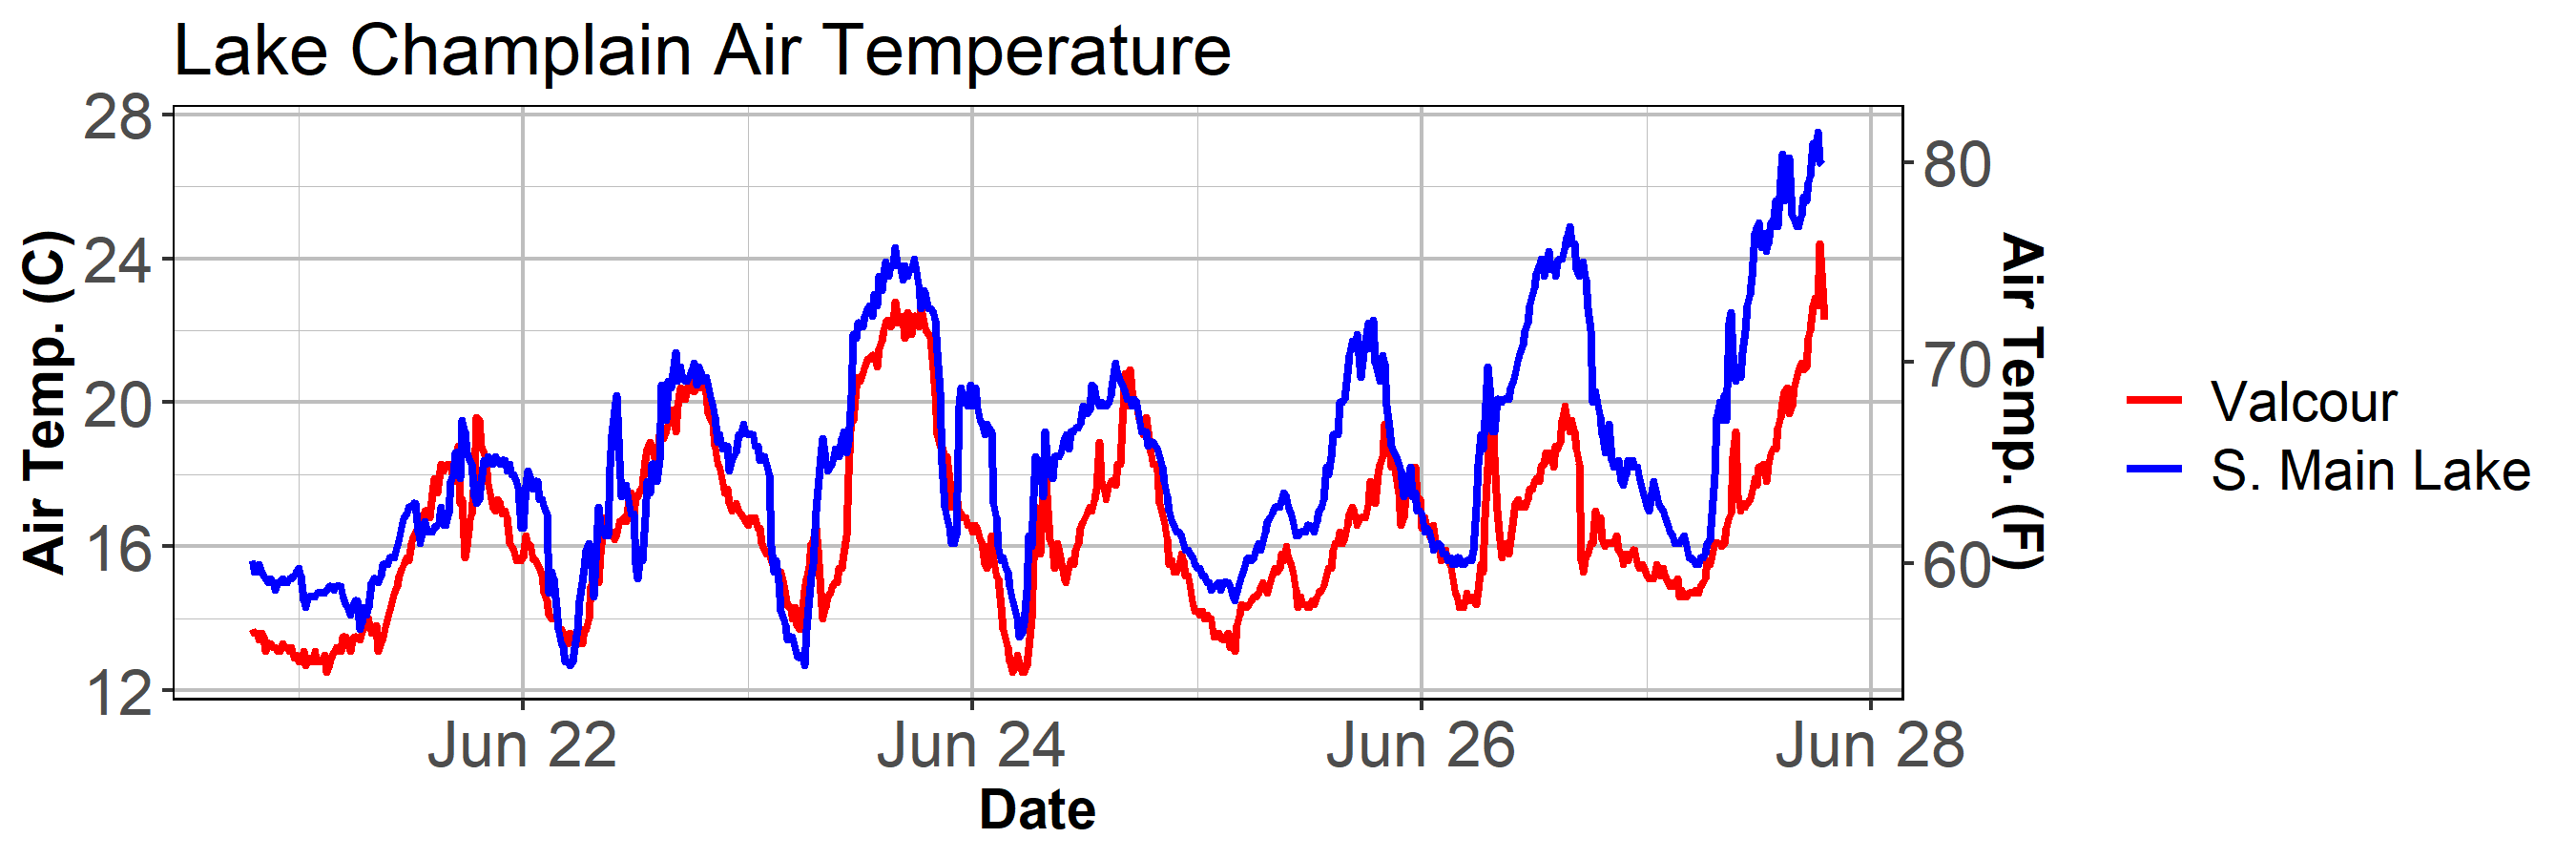 Lake Champlain Air Temperature
28
24
20
16
12
Air Temp. (C)
80
70
60
Air Temp. (F)
Jun 22
Jun 24
Jun 26
Jun 28
Date
Valcour
S. Main Lake